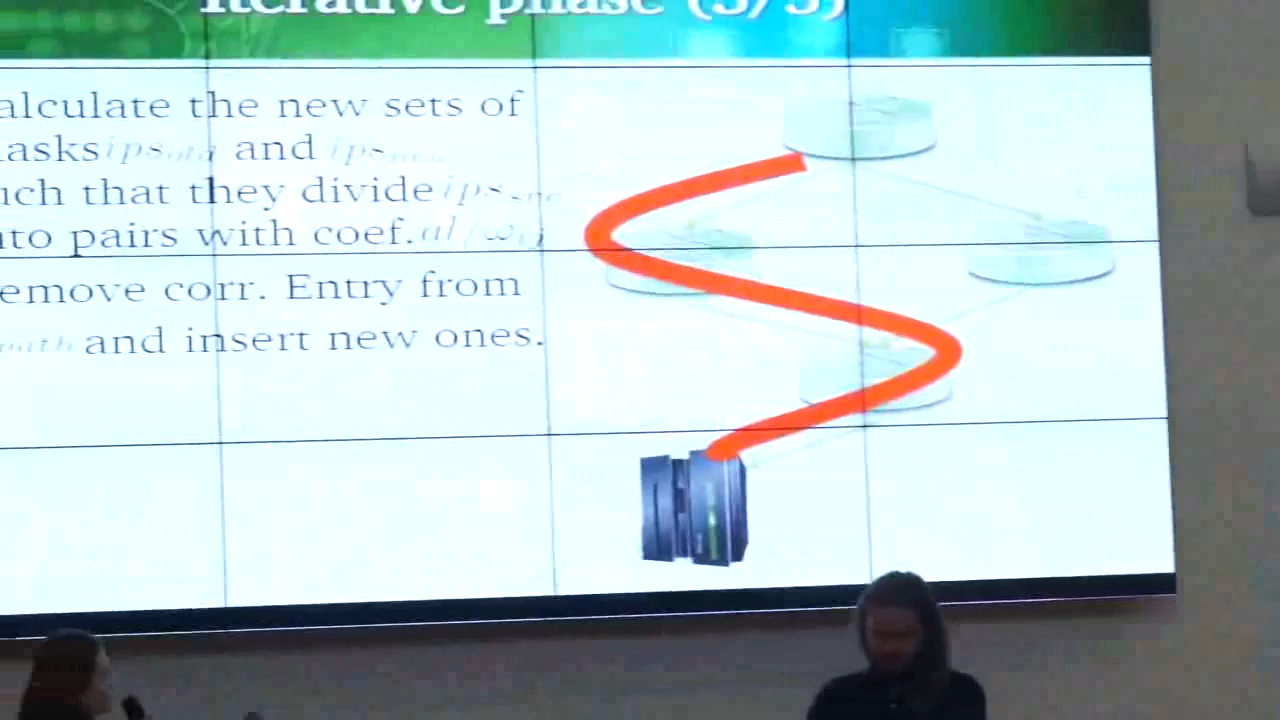 Iterative phase (3/3)
alculate the new sets of
asks ips and ips
uch that they divide ips
to pairs with coef.
emove corr. Entry from
and insert new ones.